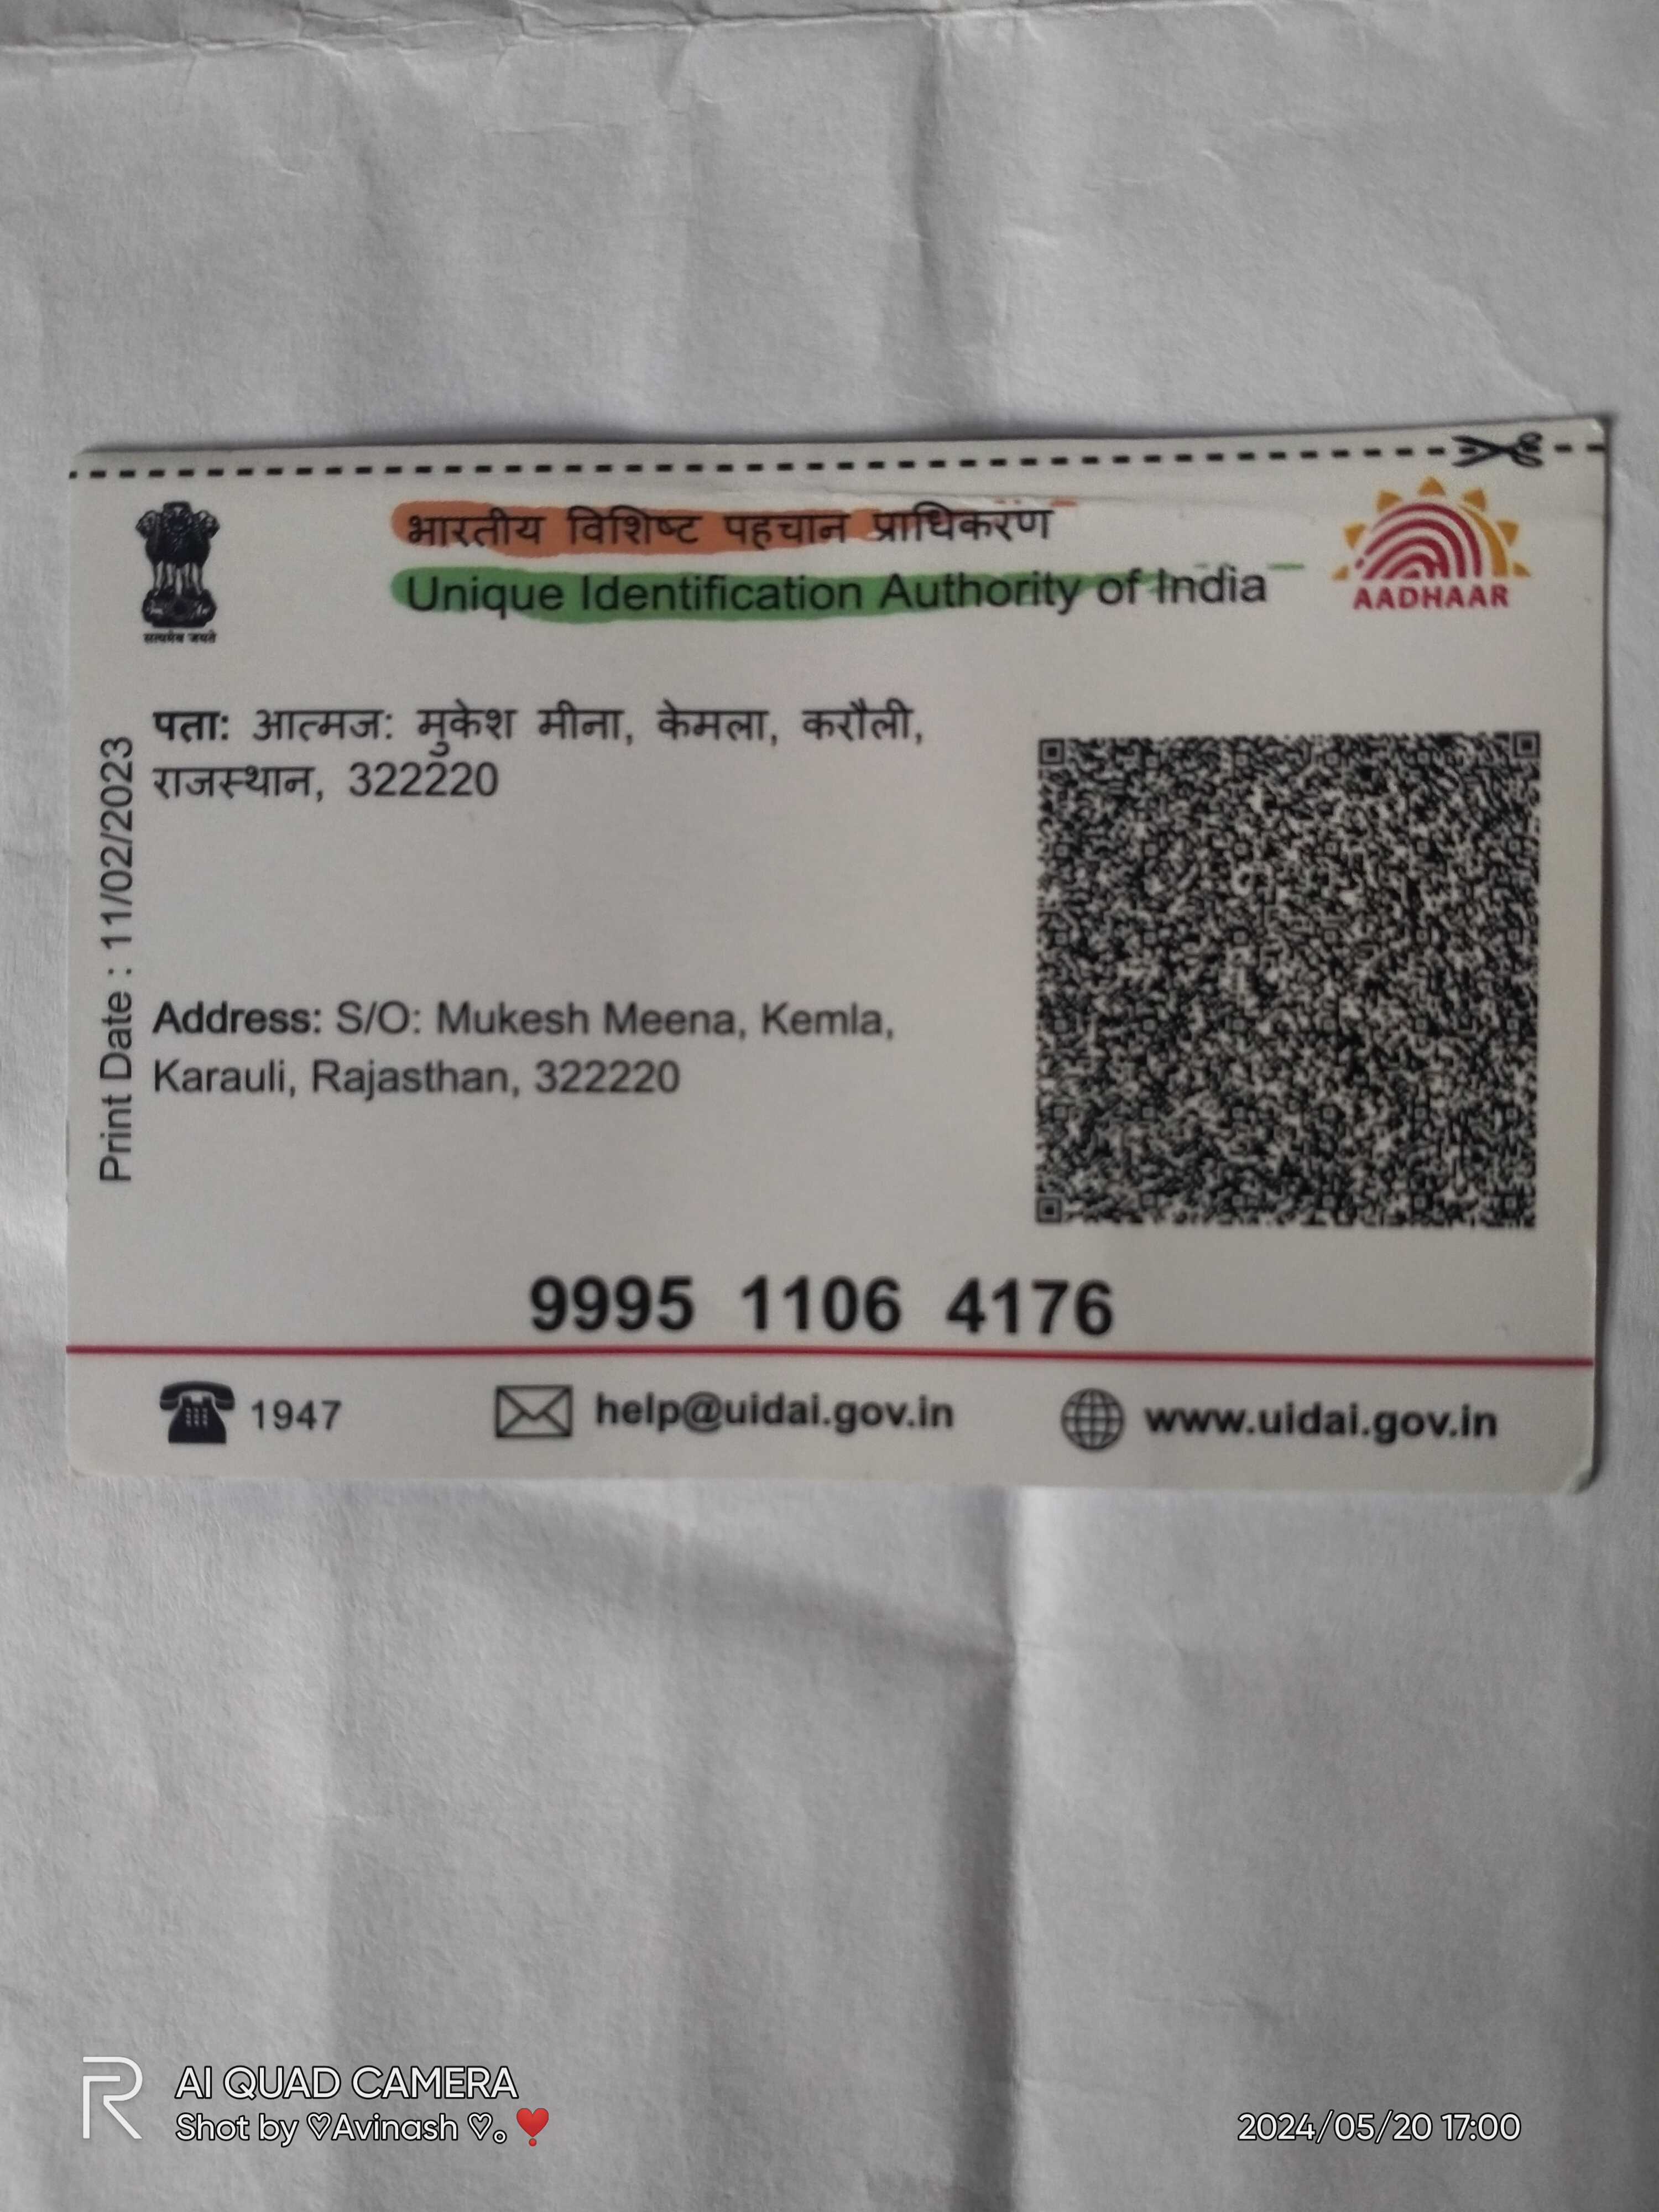 भारतीय विशिष्ट पहचान प्राधिकरण
Unique Identification Authority of India
सत्यमेव जयते
AADHAAR
Print Date : 11/02/2023
पता: आत्मज: मुकेश मीना, केमला, करौली,
राजस्थान, 322220
Address: S/O: Mukesh Meena, Kemla,
Karauli, Rajasthan, 322220
9995 1106 4176
1947
help@uidai.gov.in
www.uidai.gov.in
AI QUAD CAMERA
Shot by ♡Avinash ♡。❣️
2024/05/20 17:00